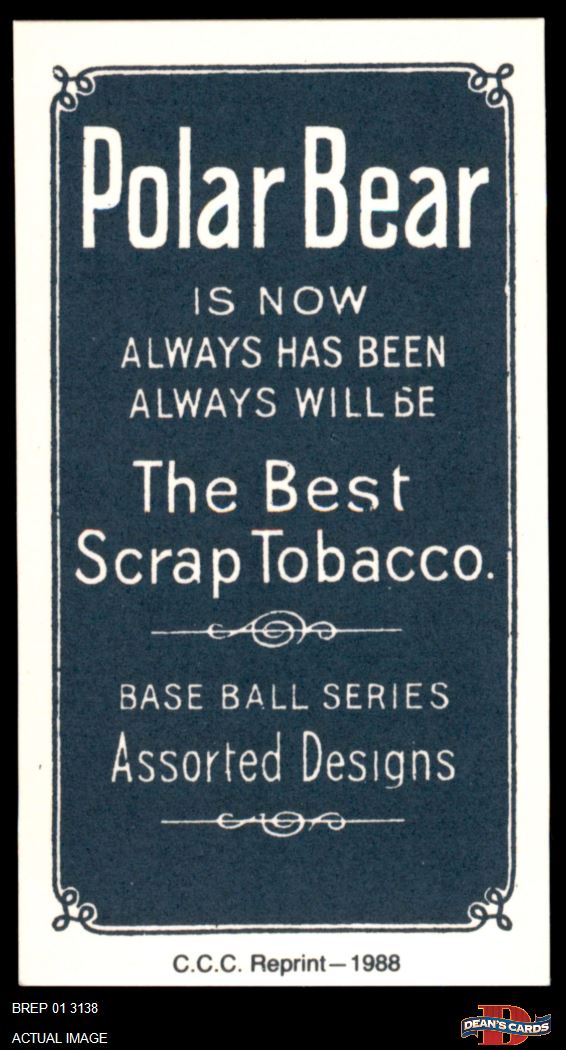 Polar Bear
IS NOW
ALWAYS HAS BEEN
ALWAYS WILL BE
The Best
Scrap Tobacco.
BASE BALL SERIES
Assorted Designs
C.C.C. Reprint—1988
BREP 01 3138
ACTUAL IMAGE
D
DEAN'S CARDS